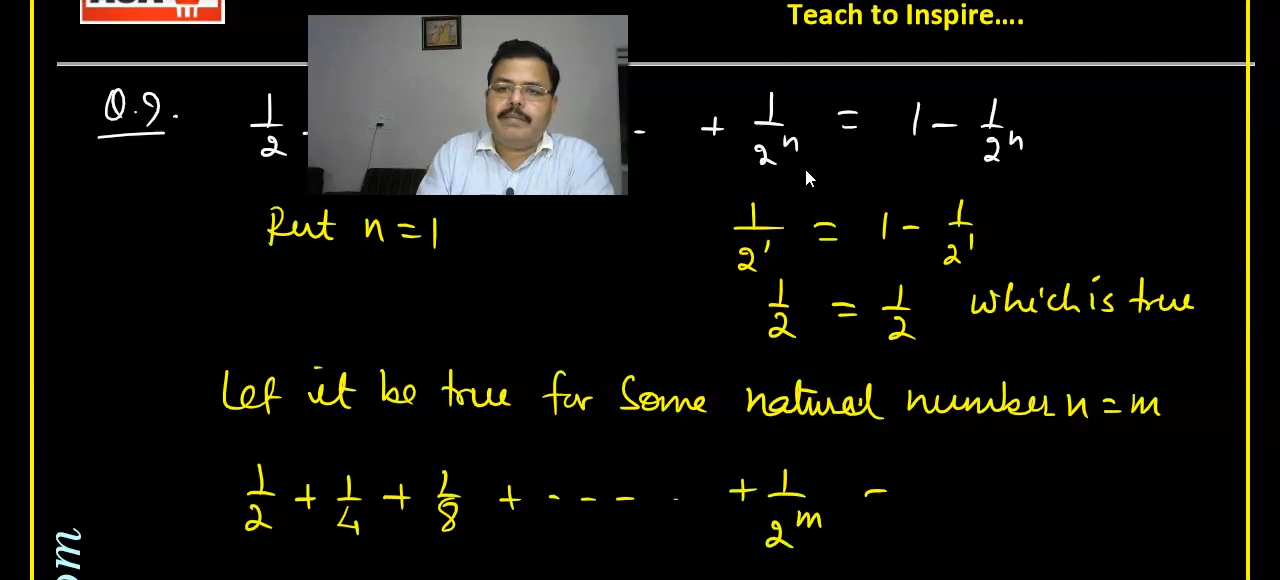 Teach to Inspire....
Q.9. 1/2 - + 1/2^n = 1 - 1/2^n
Put n = 1 1/2^1 = 1 - 1/2^1
1/2 = 1/2 which is true
Let it be true for some natural number n = m
1/2 + 1/4 + 1/8 + - - - - . + 1/2^m =
om